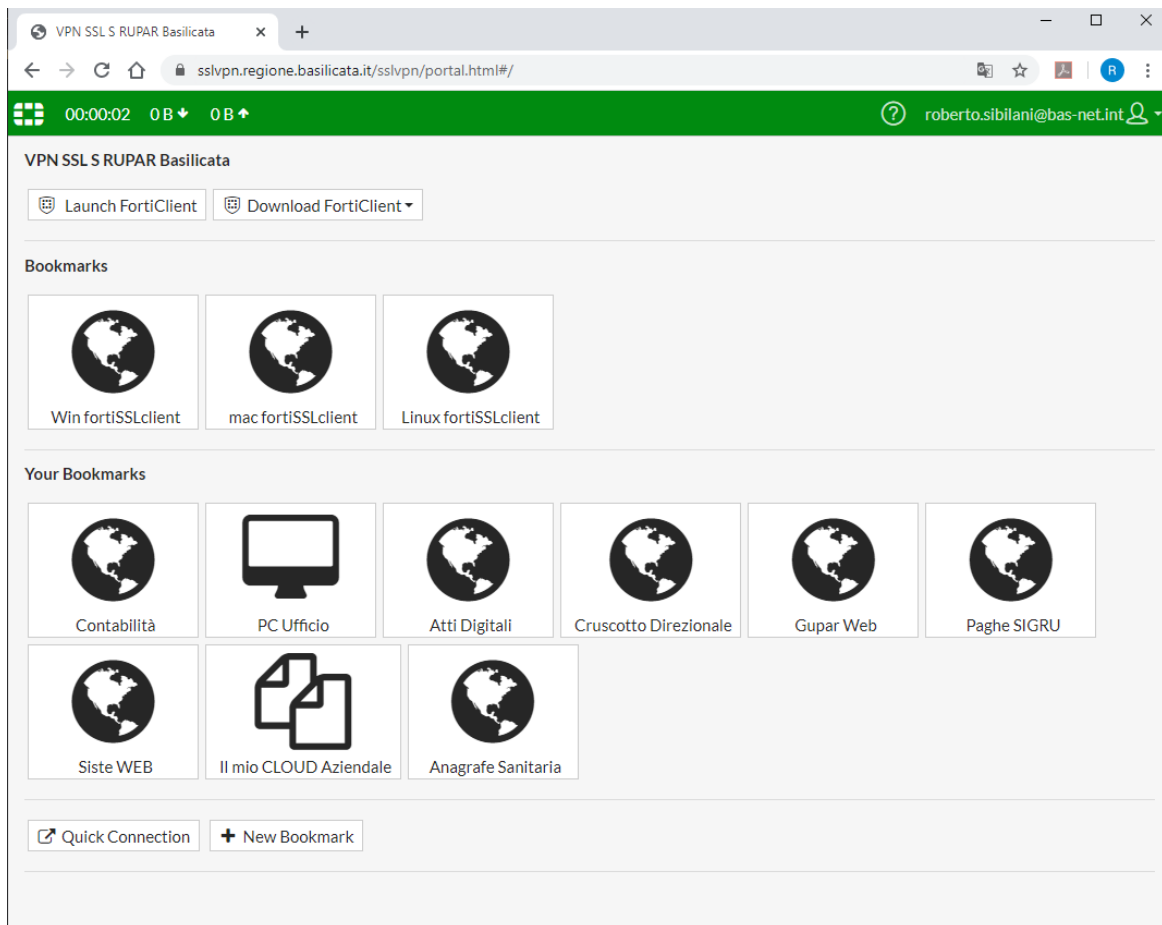 VPN SSL S RUPAR Basilicata
sslvpn.regione.basilicata.it/sslvpn/portal.html#/
R
00:00:02 0 B 0 B
roberto.sibilani@bas-net.int
VPN SSL S RUPAR Basilicata
Launch FortiClient Download FortiClient
Bookmarks
Win fortiSSLclient mac fortiSSLclient Linux fortiSSLclient
Your Bookmarks
Contabilità PC Ufficio Atti Digitali Cruscotto Direzionale Gupar Web Paghe SIGRU
Siste WEB Il mio CLOUD Aziendale Anagrafe Sanitaria
Quick Connection New Bookmark